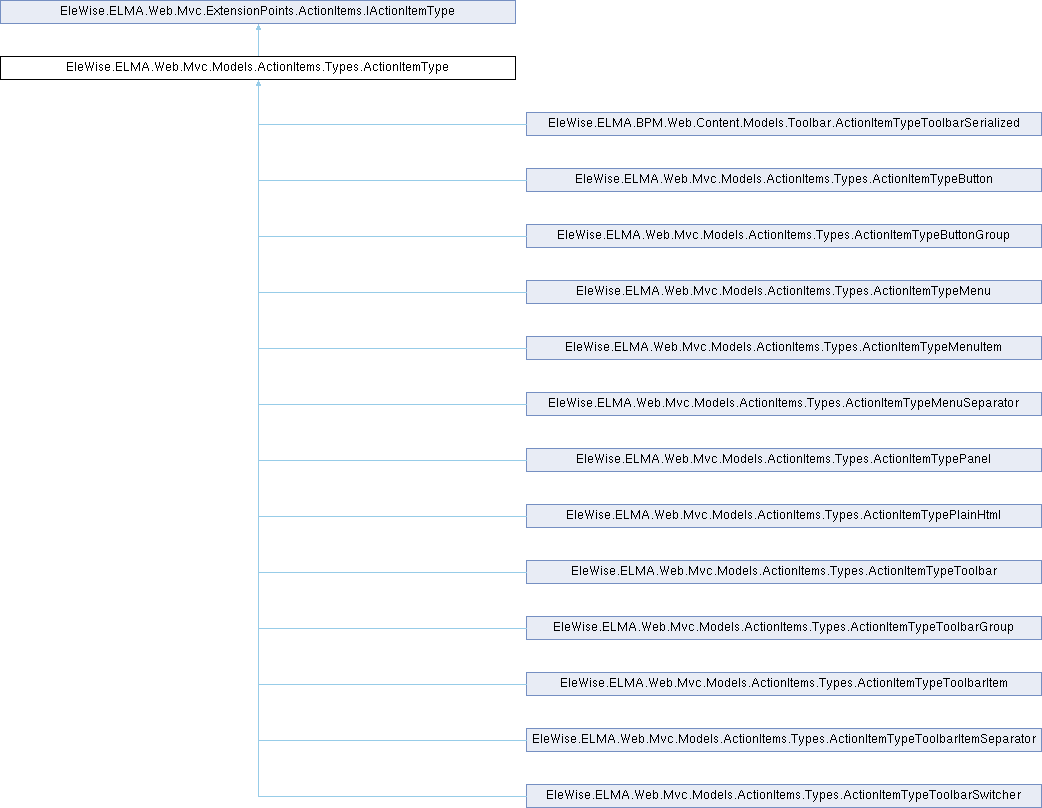 EleWise.ELMA.Web.Mvc.ExtensionPoints.ActionItems.IActionItemType
EleWise.ELMA.Web.Mvc.Models.ActionItems.Types.ActionItemType
EleWise.ELMA.BPM.Web.Content.Models.Toolbar.ActionItemTypeToolbarSerialized
EleWise.ELMA.Web.Mvc.Models.ActionItems.Types.ActionItemTypeButton
EleWise.ELMA.Web.Mvc.Models.ActionItems.Types.ActionItemTypeButtonGroup
EleWise.ELMA.Web.Mvc.Models.ActionItems.Types.ActionItemTypeMenu
EleWise.ELMA.Web.Mvc.Models.ActionItems.Types.ActionItemTypeMenuItem
EleWise.ELMA.Web.Mvc.Models.ActionItems.Types.ActionItemTypeMenuSeparator
EleWise.ELMA.Web.Mvc.Models.ActionItems.Types.ActionItemTypePanel
EleWise.ELMA.Web.Mvc.Models.ActionItems.Types.ActionItemTypePlainHtml
EleWise.ELMA.Web.Mvc.Models.ActionItems.Types.ActionItemTypeToolbar
EleWise.ELMA.Web.Mvc.Models.ActionItems.Types.ActionItemTypeToolbarGroup
EleWise.ELMA.Web.Mvc.Models.ActionItems.Types.ActionItemTypeToolbarItem
EleWise.ELMA.Web.Mvc.Models.ActionItems.Types.ActionItemTypeToolbarItemSeparator
EleWise.ELMA.Web.Mvc.Models.ActionItems.Types.ActionItemTypeToolbarSwitcher